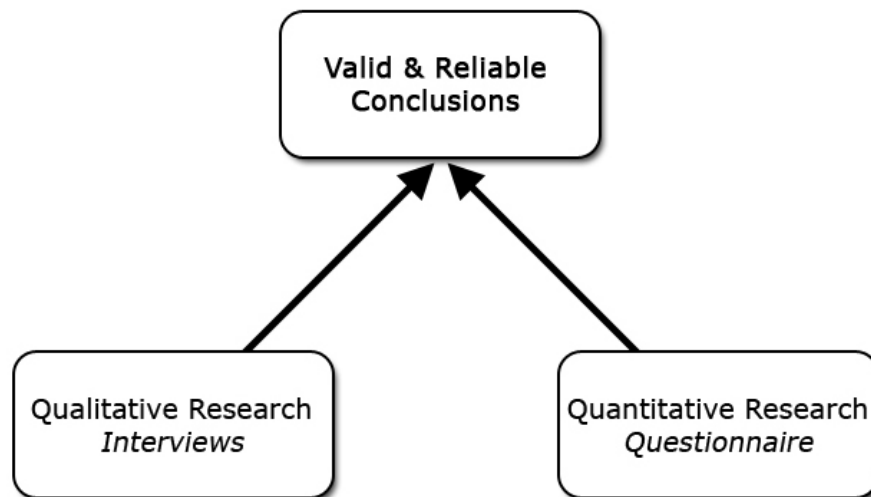 Valid & Reliable
Conclusions
Qualitative Research
Interviews
Quantitative Research
Questionnaire